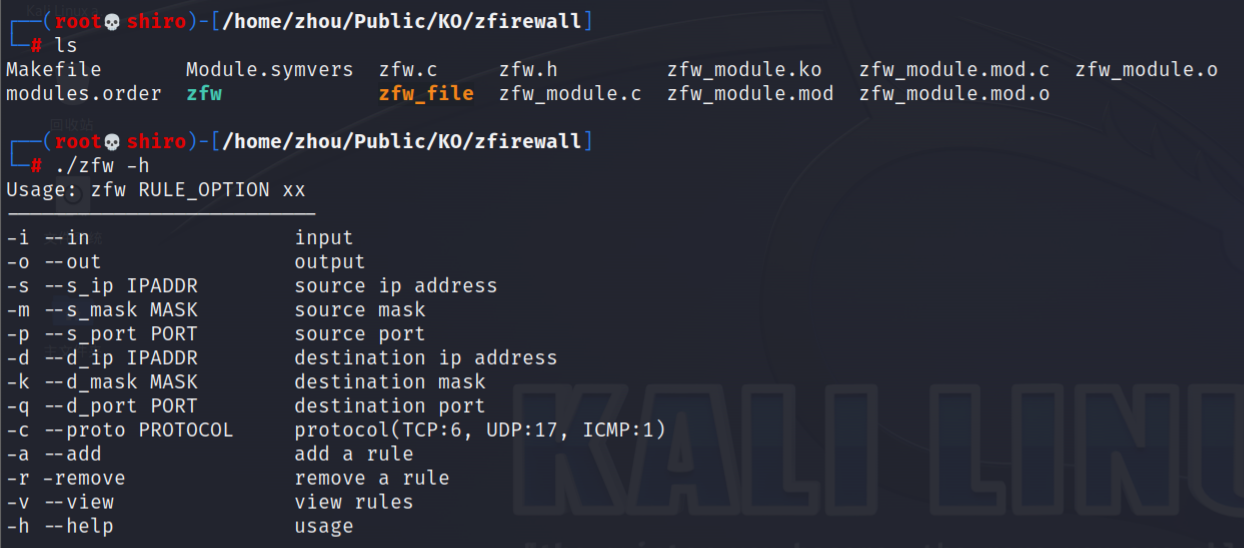 ┌──(root💀shiro)-[/home/zhou/Public/KO/zfirewall]
└─# ls
Makefile Module.symvers zfw.c zfw.h zfw_module.ko zfw_module.mod.c zfw_module.o
modules.order zfw zfw_file zfw_module.c zfw_module.mod zfw_module.mod.o
回收站
┌──(root💀shiro)-[/home/zhou/Public/KO/zfirewall]
└─# ./zfw -h
Usage: zfw RULE_OPTION xx
-i --in input
-o --out output
-s --s_ip IPADDR source ip address
-m --s_mask MASK source mask
-p --s_port PORT source port
-d --d_ip IPADDR destination ip address
-k --d_mask MASK destination mask
-q --d_port PORT destination port
-c --proto PROTOCOL protocol(TCP:6, UDP:17, ICMP:1)
-a --add add a rule
-r -remove remove a rule
-v --view view rules
-h --help usage
KALI LINU